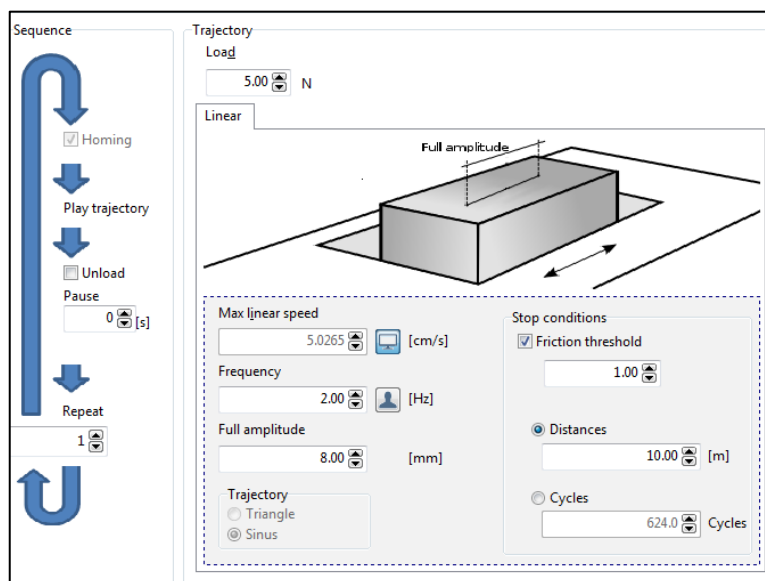 Sequence
Homing
Play trajectory
Unload
Pause
0 [s]
Repeat
1
Trajectory
Load
5.00 N
Linear
Full amplitude
Max linear speed
5.0265 [cm/s]
Frequency
2.00 [Hz]
Full amplitude
8.00 [mm]
Trajectory
Triangle
Sinus
Stop conditions
Friction threshold
1.00
Distances
10.00 [m]
Cycles
624.0 Cycles